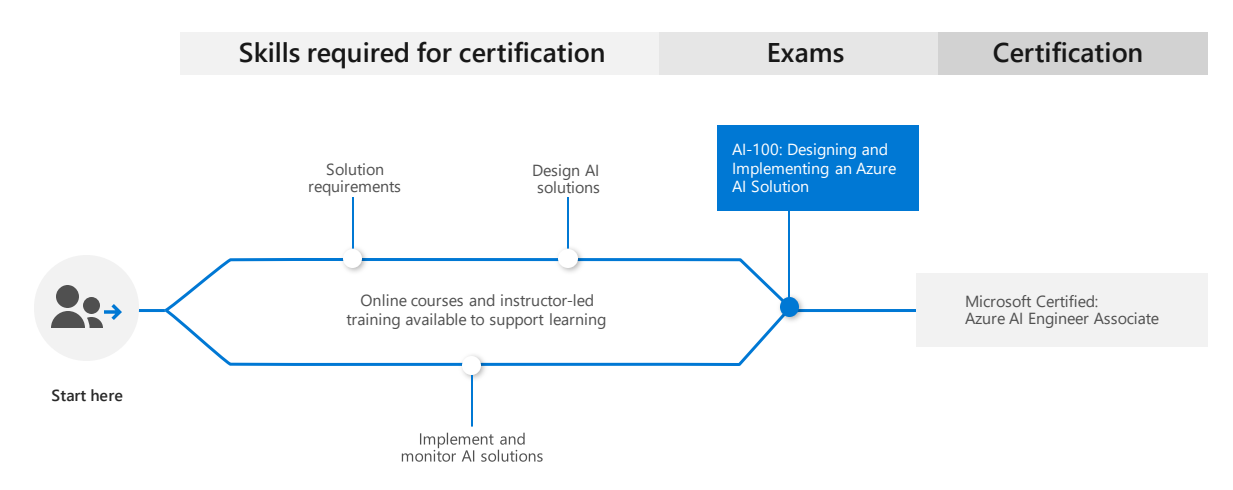 Skills required for certification
Exams
Certification
AI-100: Designing and
Implementing an Azure
AI Solution
Solution
requirements
Design AI
solutions
Online courses and instructor-led
training available to support learning
Microsoft Certified:
Azure AI Engineer Associate
Start here
Implement and
monitor AI solutions